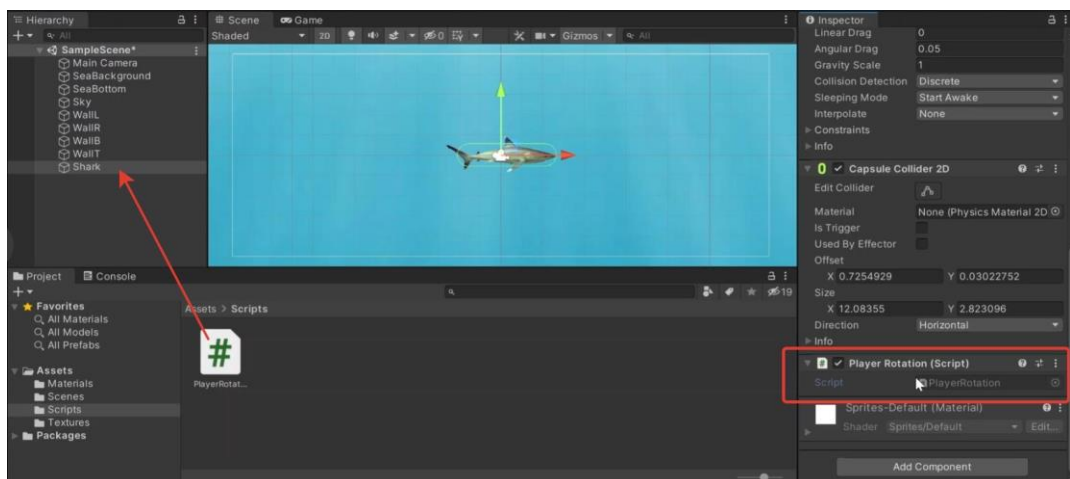 Hierarchy
All
SampleScene*
Main Camera
SeaBackground
SeaBottom
Sky
WallL
WallR
WallB
WallT
Shark
Scene
Game
Shaded
2D
0
Gizmos
All
Project
Console
19
Favorites
All Materials
All Models
All Prefabs
Assets
Materials
Scenes
Scripts
Textures
Packages
Assets > Scripts
#
PlayerRotat...
Inspector
Linear Drag 0
Angular Drag 0.05
Gravity Scale 1
Collision Detection Discrete
Sleeping Mode Start Awake
Interpolate None
Constraints
Info
Capsule Collider 2D
Edit Collider
Material None (Physics Material 2D
Is Trigger
Used By Effector
Offset
X 0.7254929 Y 0.03022752
Size
X 12.08355 Y 2.823096
Direction Horizontal
Info
# Player Rotation (Script)
Script PlayerRotation
Sprites-Default (Material)
Shader Sprites/Default Edit...
Add Component